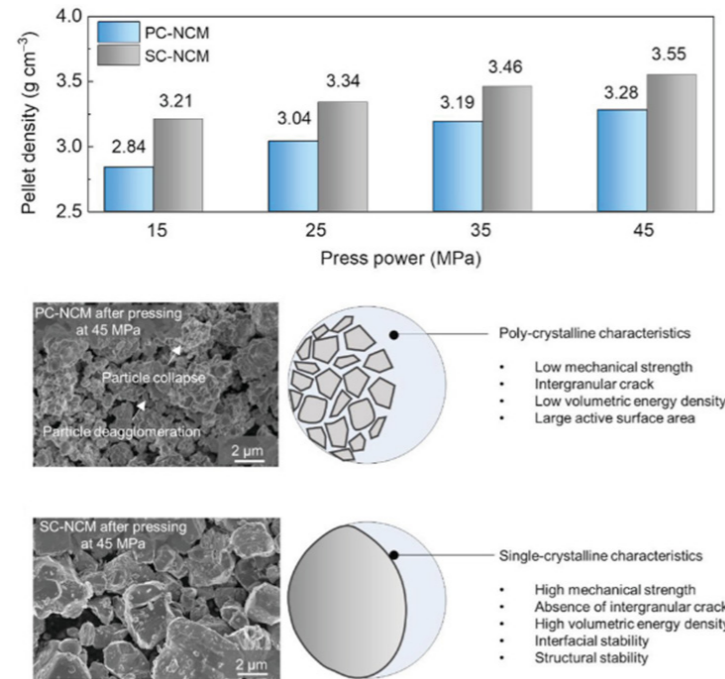 4.0
3.5
3.0
2.5
Pellet density (g cm⁻³)
PC-NCM
SC-NCM
2.84
3.21
3.04
3.34
3.19
3.46
3.28
3.55
15
25
35
45
Press power (MPa)
PC-NCM after pressing
at 45 MPa
Particle collapse
Particle deagglomeration
2 µm
Poly-crystalline characteristics
• Low mechanical strength
• Intergranular crack
• Low volumetric energy density
• Large active surface area
SC-NCM after pressing
at 45 MPa
2 µm
Single-crystalline characteristics
• High mechanical strength
• Absence of intergranular crack
• High volumetric energy density
• Interfacial stability
• Structural stability